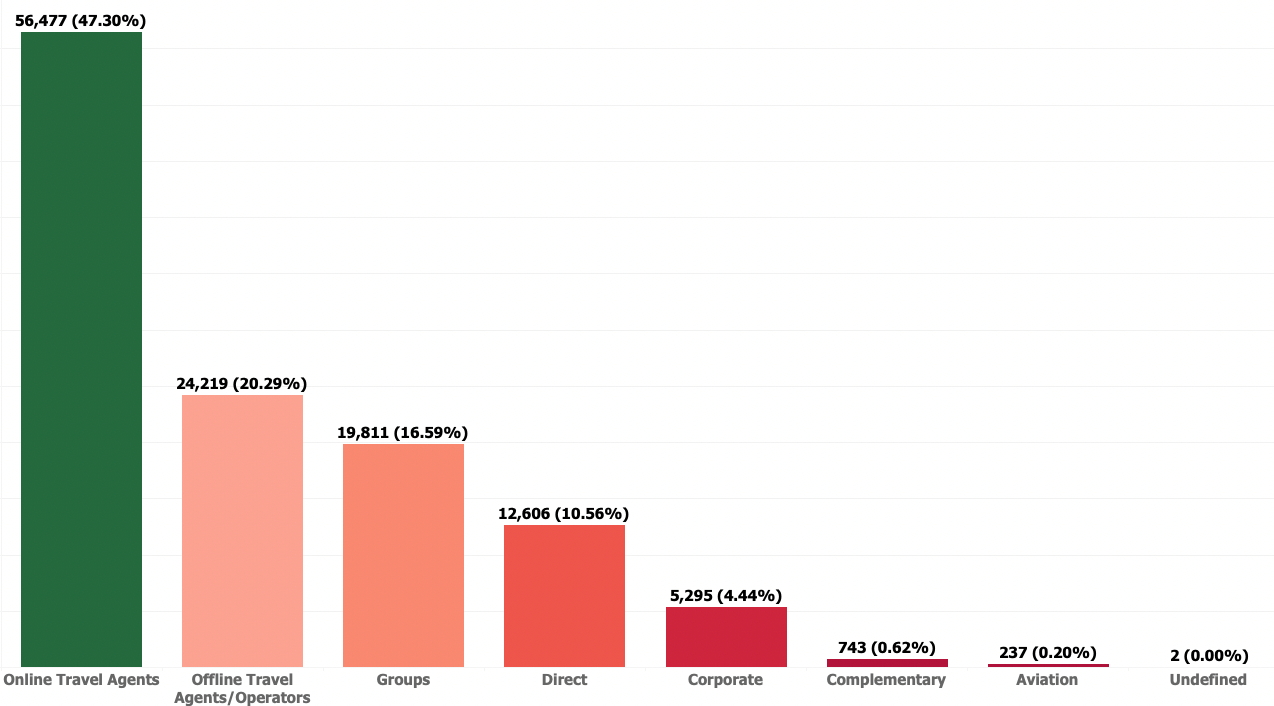 56,477 (47.30%)
24,219 (20.29%)
19,811 (16.59%)
12,606 (10.56%)
5,295 (4.44%)
743 (0.62%)
237 (0.20%)
2 (0.00%)
Online Travel Agents
Offline Travel
Agents/Operators
Groups
Direct
Corporate
Complementary
Aviation
Undefined